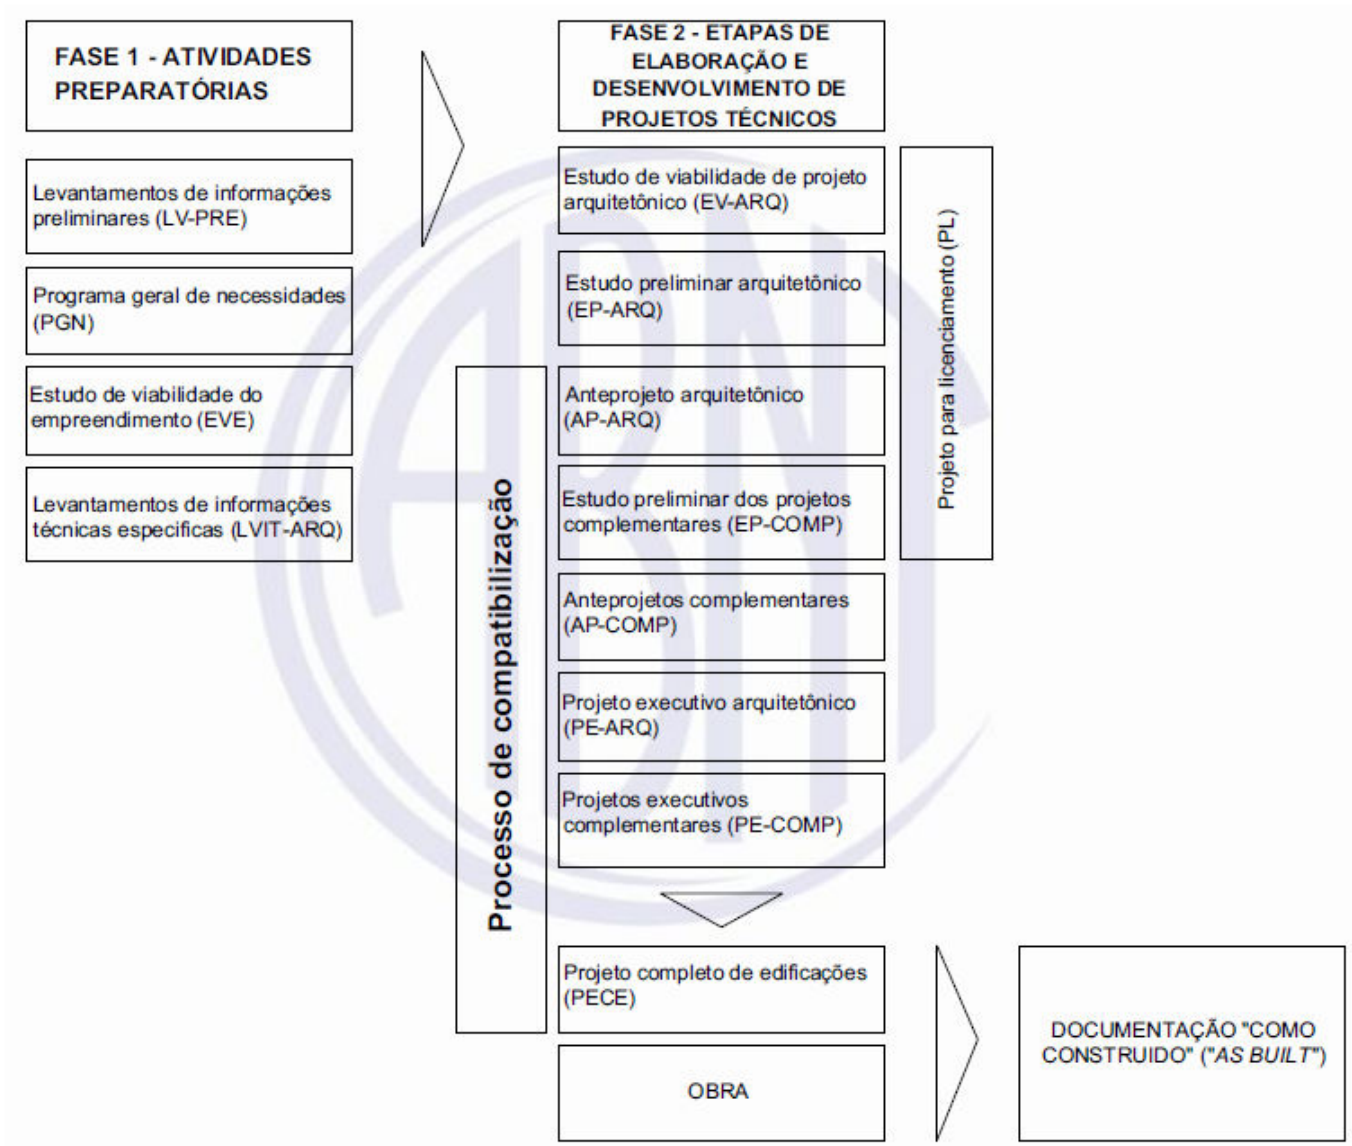 FASE 1 - ATIVIDADES
PREPARATÓRIAS
Levantamentos de informações
preliminares (LV-PRE)
Programa geral de necessidades
(PGN)
Estudo de viabilidade do
empreendimento (EVE)
Levantamentos de informações
técnicas especificas (LVIT-ARQ)
Processo de compatibilização
FASE 2 - ETAPAS DE
ELABORAÇÃO E
DESENVOLVIMENTO DE
PROJETOS TÉCNICOS
Estudo de viabilidade de projeto
arquitetônico (EV-ARQ)
Estudo preliminar arquitetônico
(EP-ARQ)
Anteprojeto arquitetônico
(AP-ARQ)
Estudo preliminar dos projetos
complementares (EP-COMP)
Anteprojetos complementares
(AP-COMP)
Projeto executivo arquitetônico
(PE-ARQ)
Projetos executivos
complementares (PE-COMP)
Projeto completo de edificações
(PECE)
OBRA
Projeto para licenciamento (PL)
DOCUMENTAÇÃO "COMO
CONSTRUIDO" ("AS BUILT")
ABNT